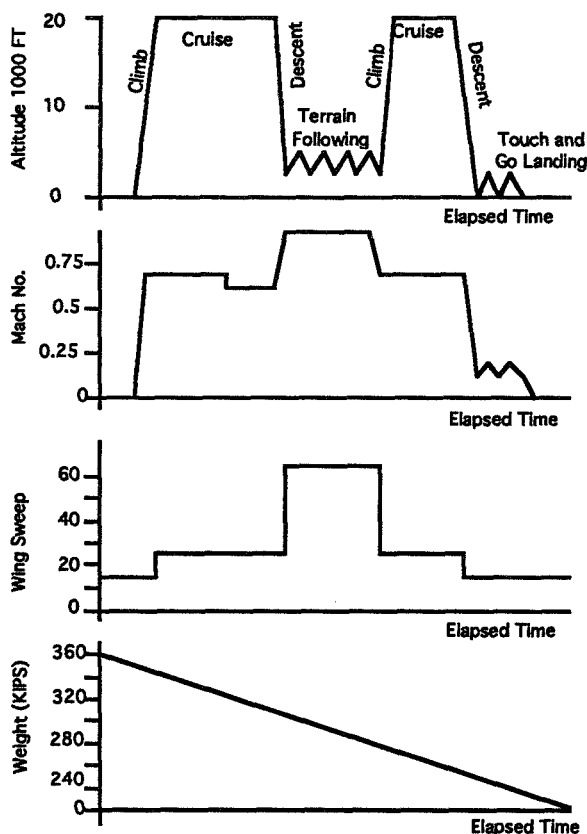 20
10
0
Altitude 1000 FT
Climb
Cruise
Descent
Terrain
Following
Climb
Cruise
Descent
Touch and
Go Landing
Elapsed Time
0.75
0.5
0.25
0
Mach No.
Elapsed Time
60
40
20
0
Wing Sweep
Elapsed Time
360
320
280
240
0
Weight (KIPS)
Elapsed Time